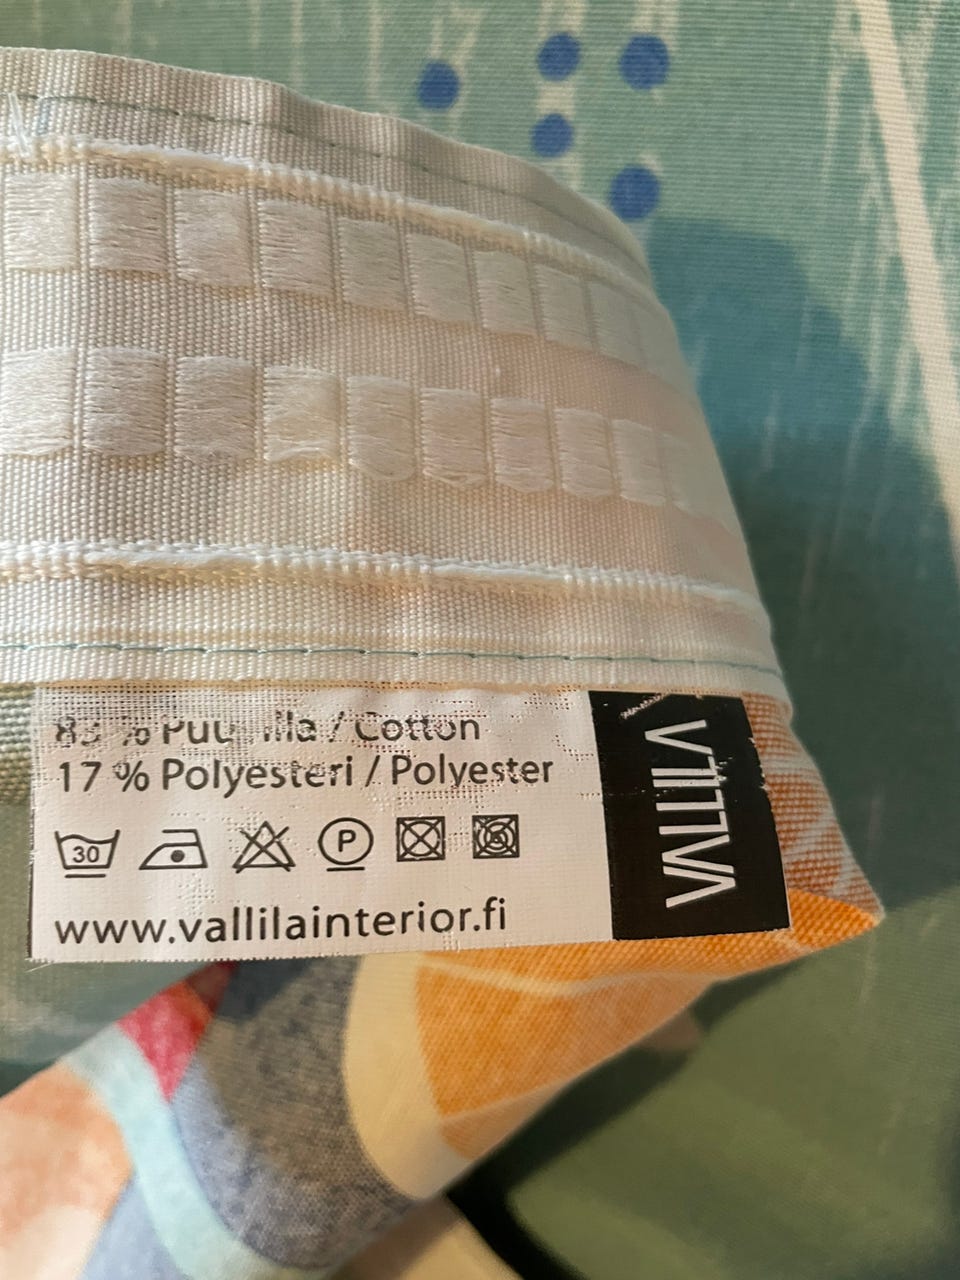 / Cotton
17 % Polyesteri / Polyester
30
P
www.vallilainterior.fi
VALLILA